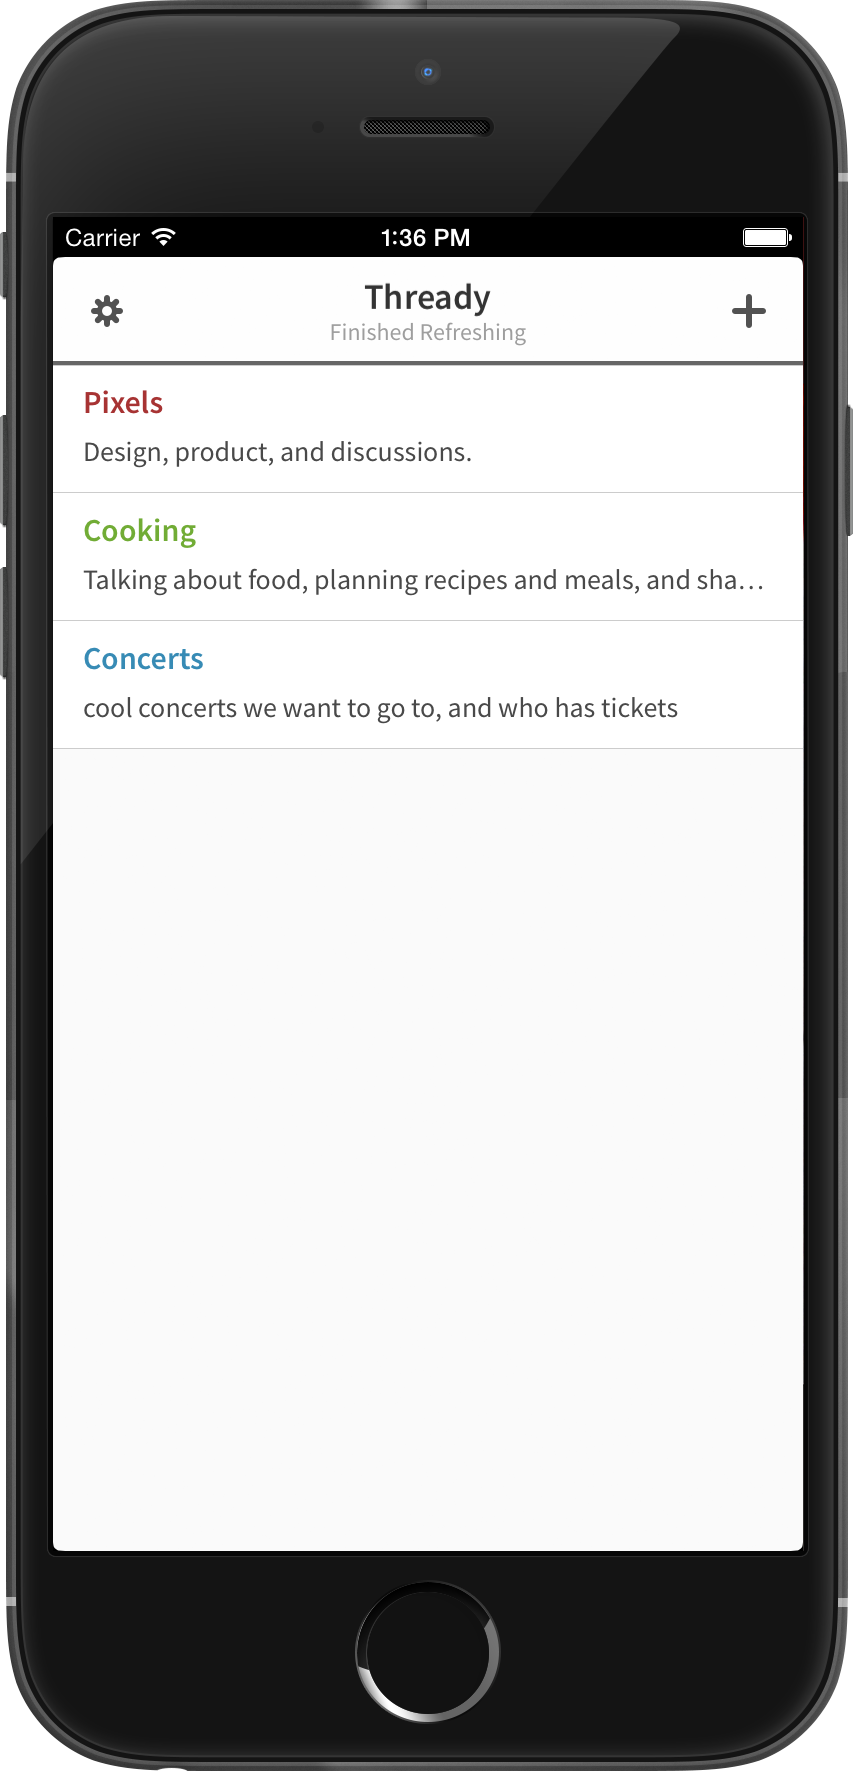 Carrier 1:36 PM
Thready
Finished Refreshing
Pixels
Design, product, and discussions.
Cooking
Talking about food, planning recipes and meals, and sha…
Concerts
cool concerts we want to go to, and who has tickets